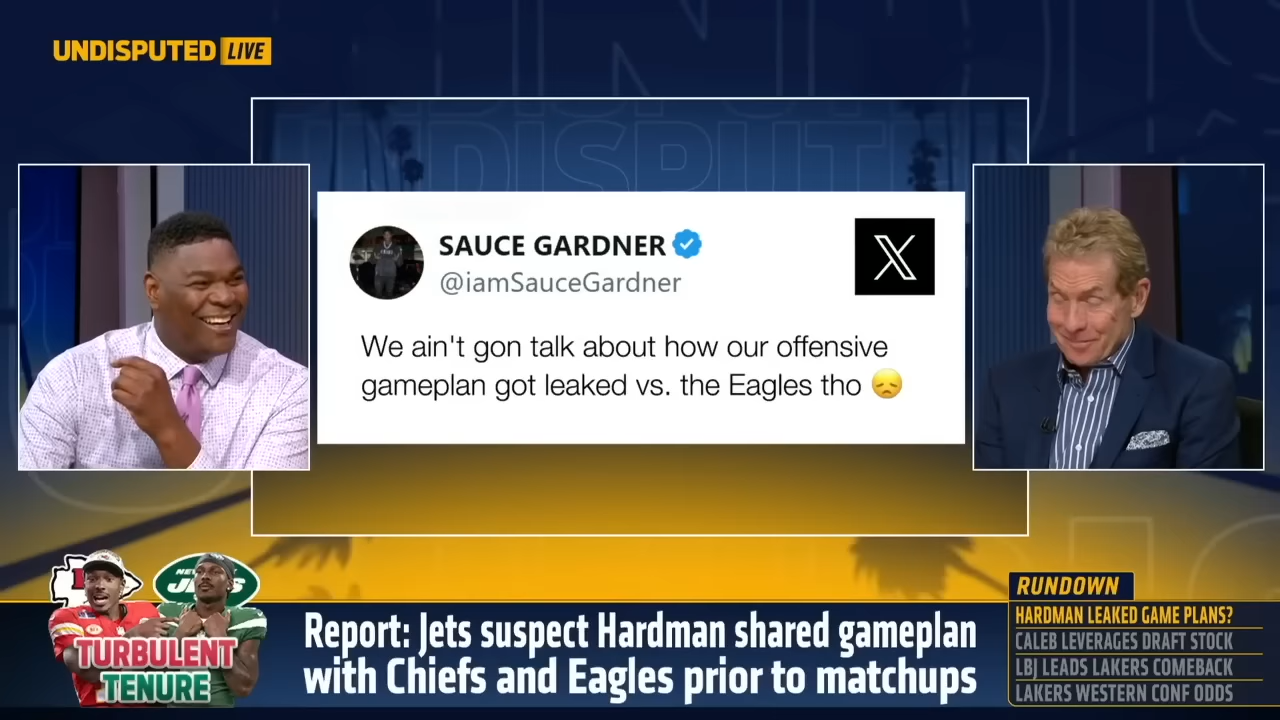 UNDISPUTED LIVE
SAUCE GARDNER
@iamSauceGardner
We ain't gon talk about how our offensive
gameplan got leaked vs. the Eagles tho 😞
JETS
TURBULENT
TENURE
Report: Jets suspect Hardman shared gameplan
with Chiefs and Eagles prior to matchups
RUNDOWN
HARDMAN LEAKED GAME PLANS?
CALEB LEVERAGES DRAFT STOCK
LBJ LEADS LAKERS COMEBACK
LAKERS WESTERN CONF ODDS